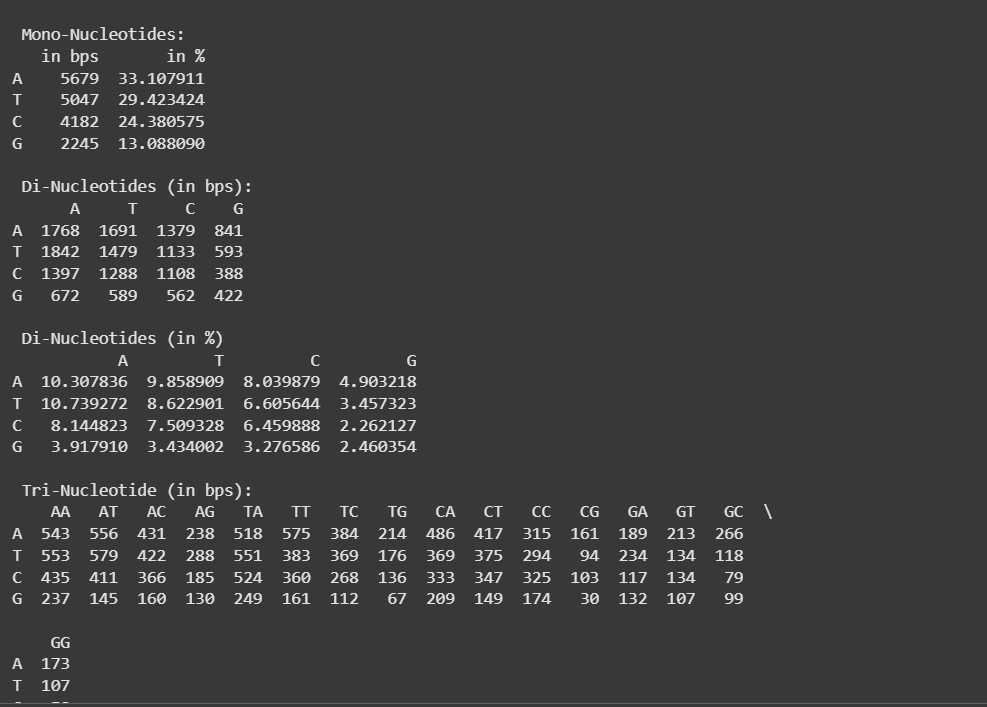 Mono-Nucleotides:
in bps in %
A 5679 33.107911
T 5047 29.423424
C 4182 24.380575
G 2245 13.088090
Di-Nucleotides (in bps):
A T C G
A 1768 1691 1379 841
T 1842 1479 1133 593
C 1397 1288 1108 388
G 672 589 562 422
Di-Nucleotides (in %)
A T C G
A 10.307836 9.858909 8.039879 4.903218
T 10.739272 8.622901 6.605644 3.457323
C 8.144823 7.509328 6.459888 2.262127
G 3.917910 3.434002 3.276586 2.460354
Tri-Nucleotide (in bps):
AA AT AC AG TA TT TC TG CA CT CC CG GA GT GC \
A 543 556 431 238 518 575 384 214 486 417 315 161 189 213 266
T 553 579 422 288 551 383 369 176 369 375 294 94 234 134 118
C 435 411 366 185 524 360 268 136 333 347 325 103 117 134 79
G 237 145 160 130 249 161 112 67 209 149 174 30 132 107 99
GG
A 173
T 107